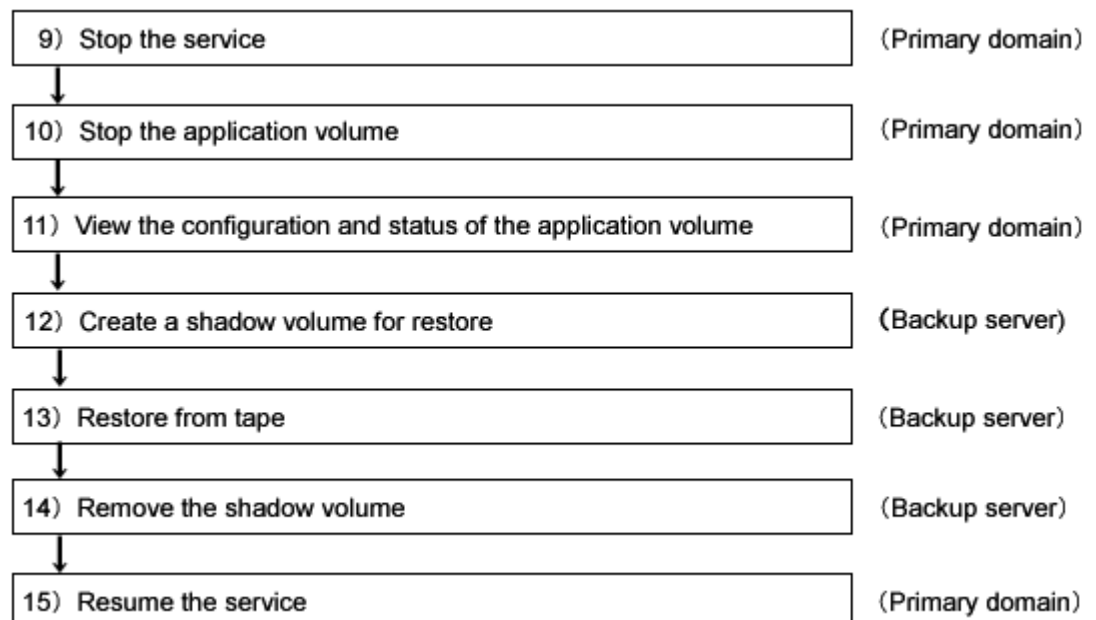 9）Stop the service （Primary domain）
10）Stop the application volume （Primary domain）
11）View the configuration and status of the application volume （Primary domain）
12）Create a shadow volume for restore （Backup server)
13）Restore from tape （Backup server）
14）Remove the shadow volume （Backup server）
15）Resume the service （Primary domain）